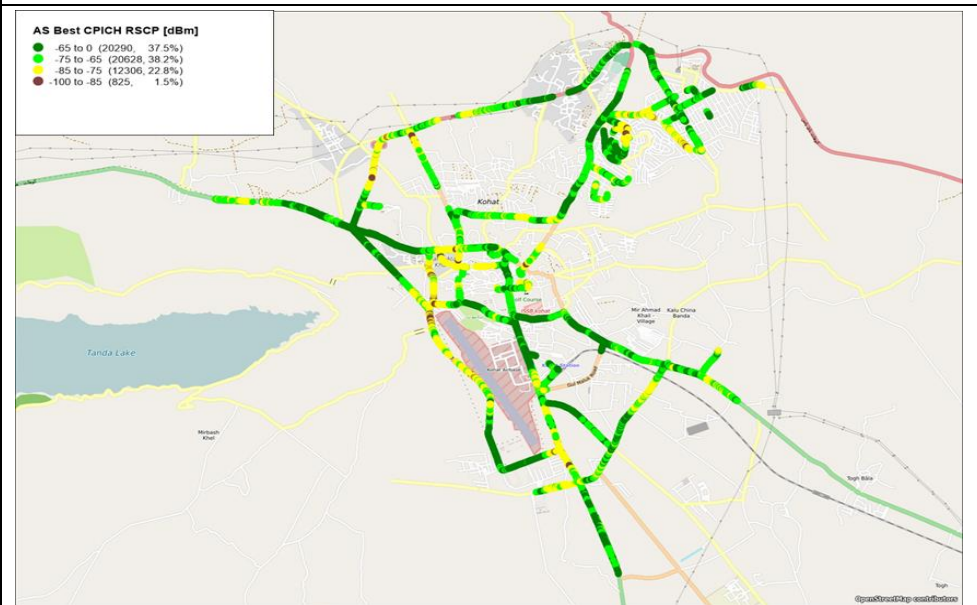 AS Best CPICH RSCP [dBm]
-65 to 0 (20290, 37.5%)
-75 to -65 (20628, 38.2%)
-85 to -75 (12306, 22.8%)
-100 to -85 (825, 1.5%)
Kohat
Mir Ahmad
Khail
Village
Kalu China
Banda
Tanda Lake
Mirbash
Khel
Togh Bala
Togh
OpenStreetMap contributors